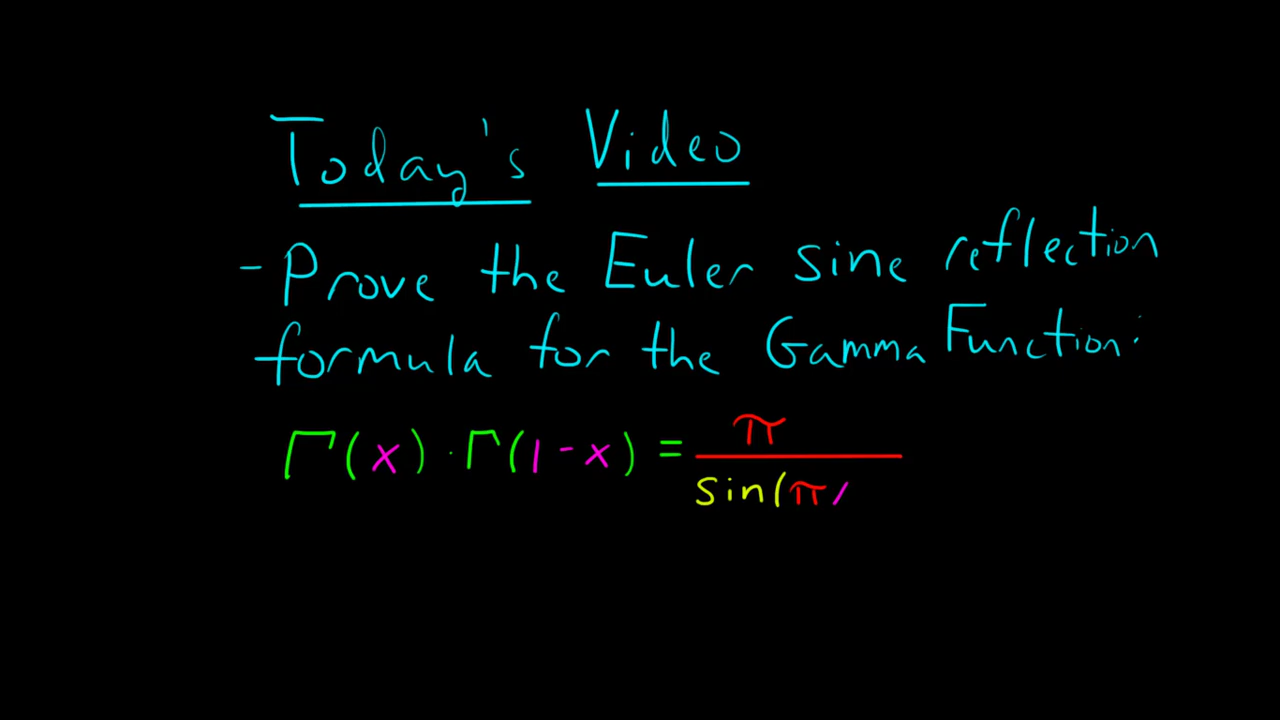 Today's Video
- Prove the Euler sine reflection
formula for the Gamma Function:
Γ(x) · Γ(1-x) = π / sin(π